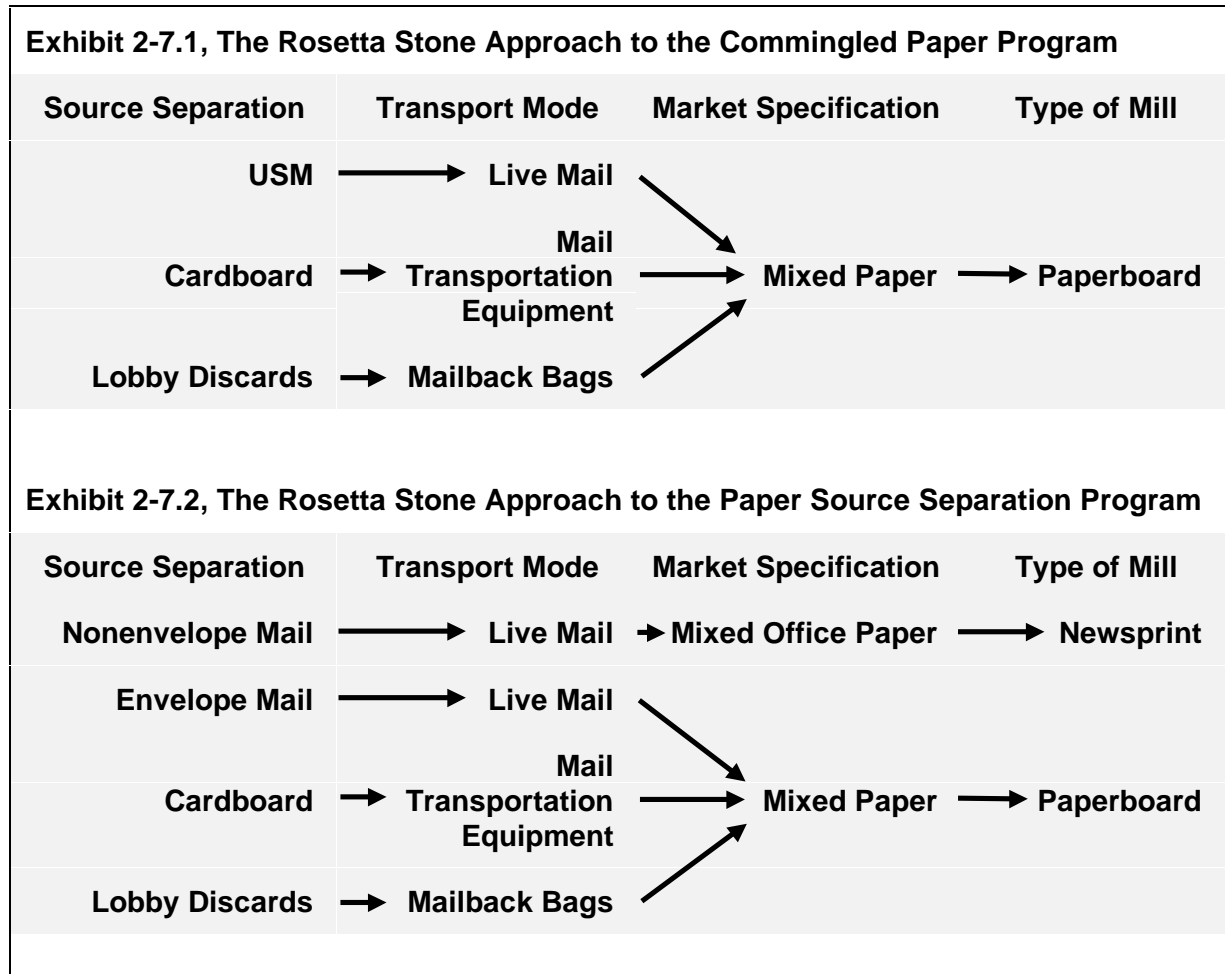 Exhibit 2-7.1, The Rosetta Stone Approach to the Commingled Paper Program
Source Separation Transport Mode Market Specification Type of Mill
USM Live Mail
Mail
Cardboard Transportation Mixed Paper Paperboard
Equipment
Lobby Discards Mailback Bags
Exhibit 2-7.2, The Rosetta Stone Approach to the Paper Source Separation Program
Source Separation Transport Mode Market Specification Type of Mill
Nonenvelope Mail Live Mail Mixed Office Paper Newsprint
Envelope Mail Live Mail
Mail
Cardboard Transportation Mixed Paper Paperboard
Equipment
Lobby Discards Mailback Bags